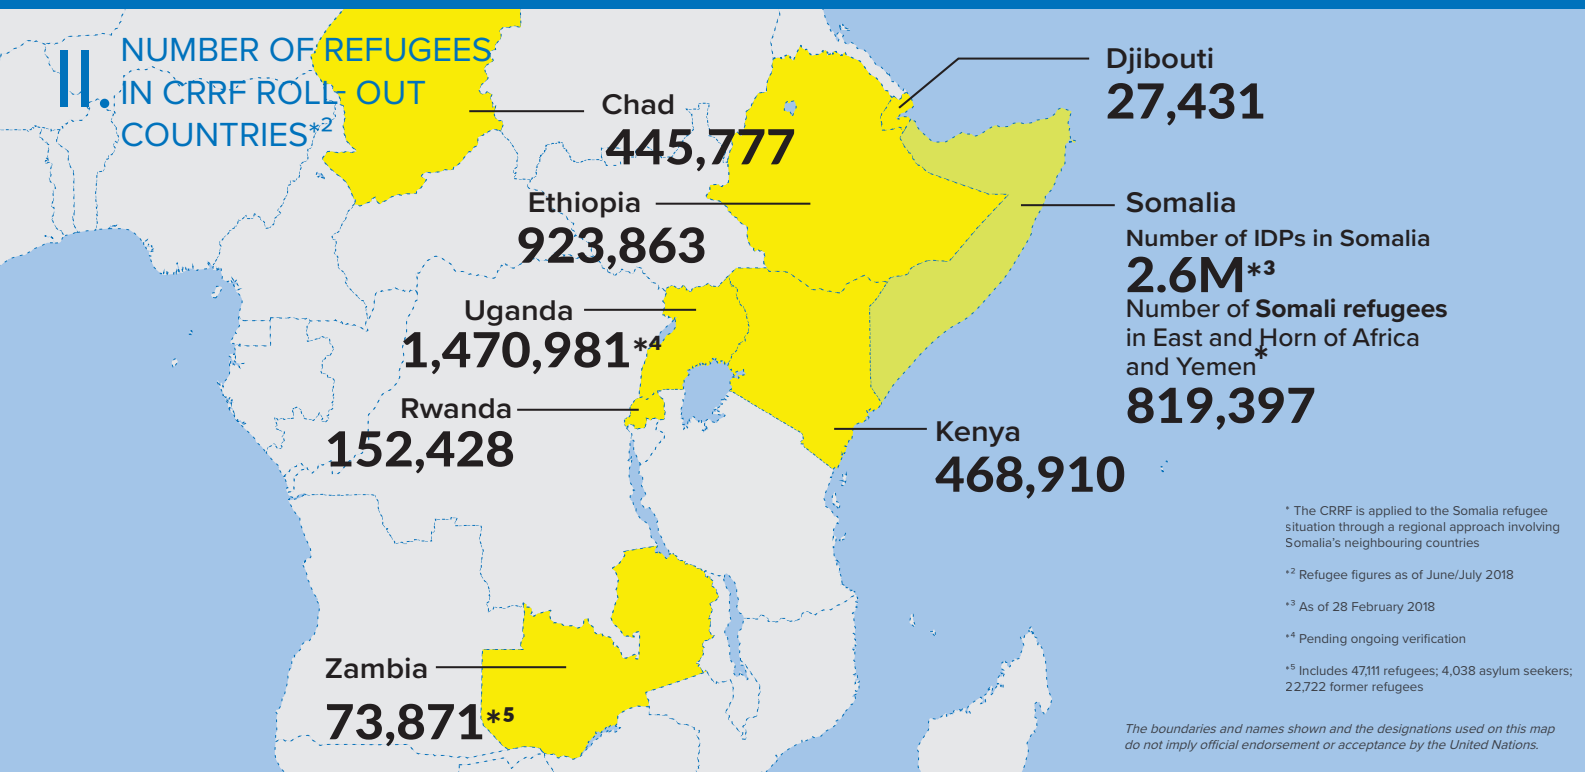 II.
NUMBER OF REFUGEES
IN CRRF ROLL- OUT
COUNTRIES*²
Chad
445,777
Ethiopia
923,863
Uganda
1,470,981*⁴
Rwanda
152,428
Zambia
73,871*⁵
Djibouti
27,431
Somalia
Number of IDPs in Somalia
2.6M*³
Number of Somali refugees
in East and Horn of Africa
and Yemen*
819,397
Kenya
468,910
* The CRRF is applied to the Somalia refugee
situation through a regional approach involving
Somalia's neighbouring countries
*² Refugee figures as of June/July 2018
*³ As of 28 February 2018
*⁴ Pending ongoing verification
*⁵ Includes 47,111 refugees; 4,038 asylum seekers;
22,722 former refugees
The boundaries and names shown and the designations used on this map
do not imply official endorsement or acceptance by the United Nations.